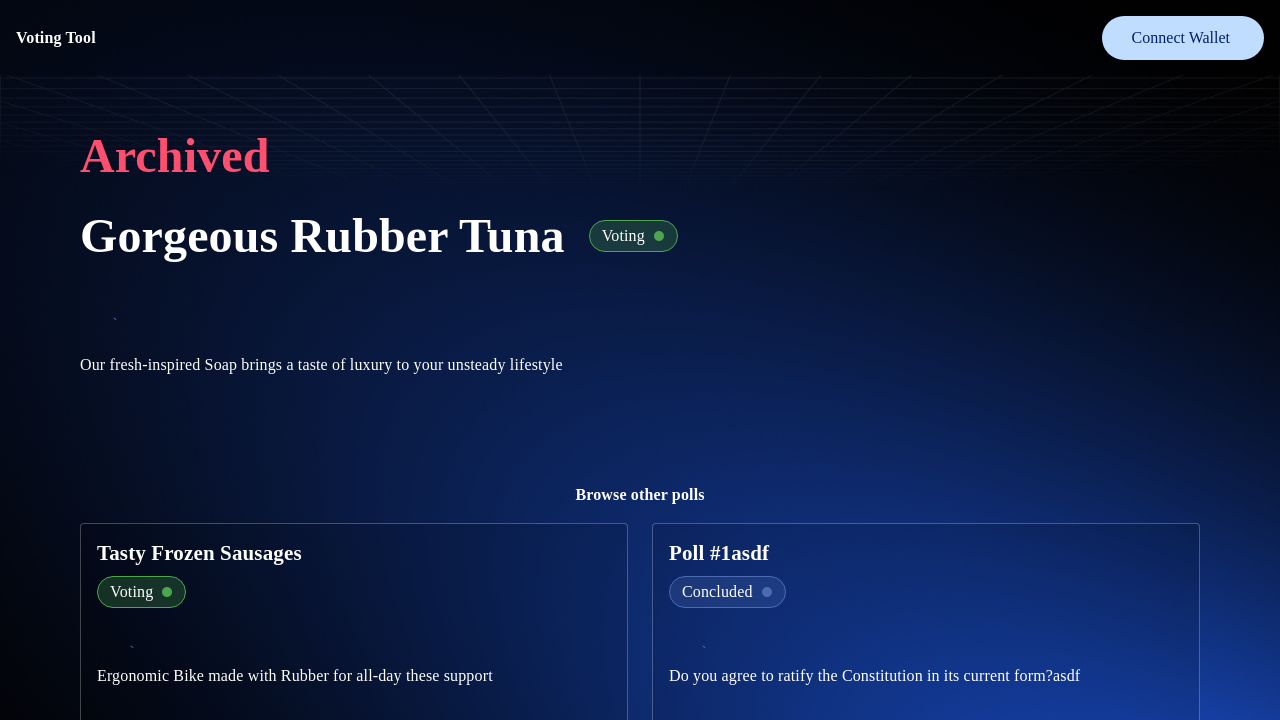 Voting Tool
Connect Wallet
Archived
Gorgeous Rubber Tuna
Voting
`
Our fresh-inspired Soap brings a taste of luxury to your unsteady lifestyle
Browse other polls
Tasty Frozen Sausages
Voting
`
Ergonomic Bike made with Rubber for all-day these support
Poll #1asdf
Concluded
`
Do you agree to ratify the Constitution in its current form?asdf